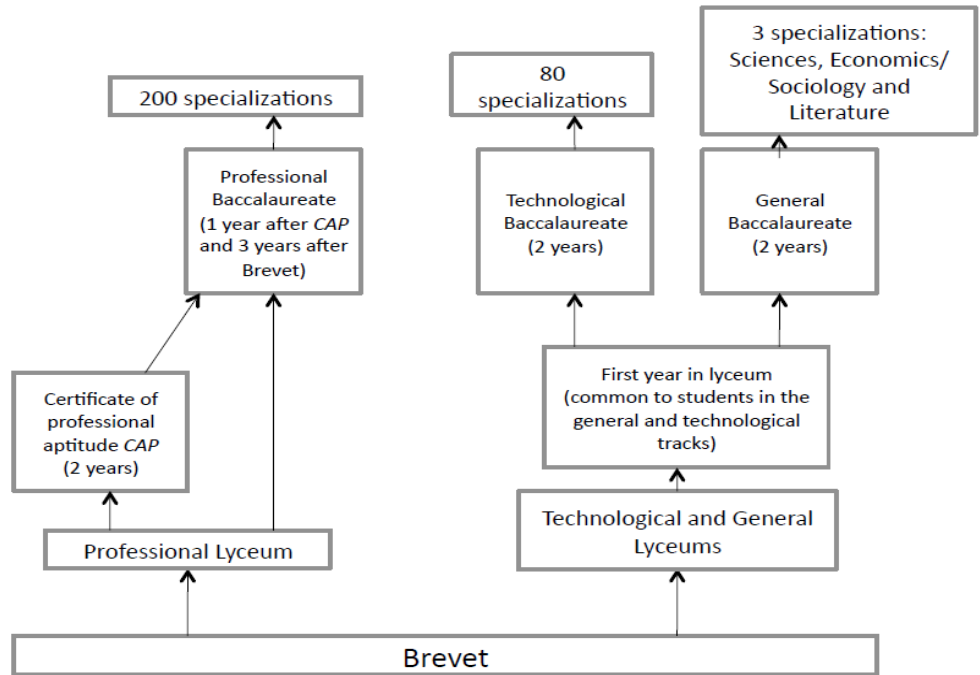 3 specializations:
Sciences, Economics/
Sociology and
Literature
80
specializations
200 specializations
Professional
Baccalaureate
(1 year after CAP
and 3 years after
Brevet)
Technological
Baccalaureate
(2 years)
General
Baccalaureate
(2 years)
First year in lyceum
(common to students in the
general and technological
tracks)
Certificate of
professional
aptitude CAP
(2 years)
Technological and General
Lyceums
Professional Lyceum
Brevet